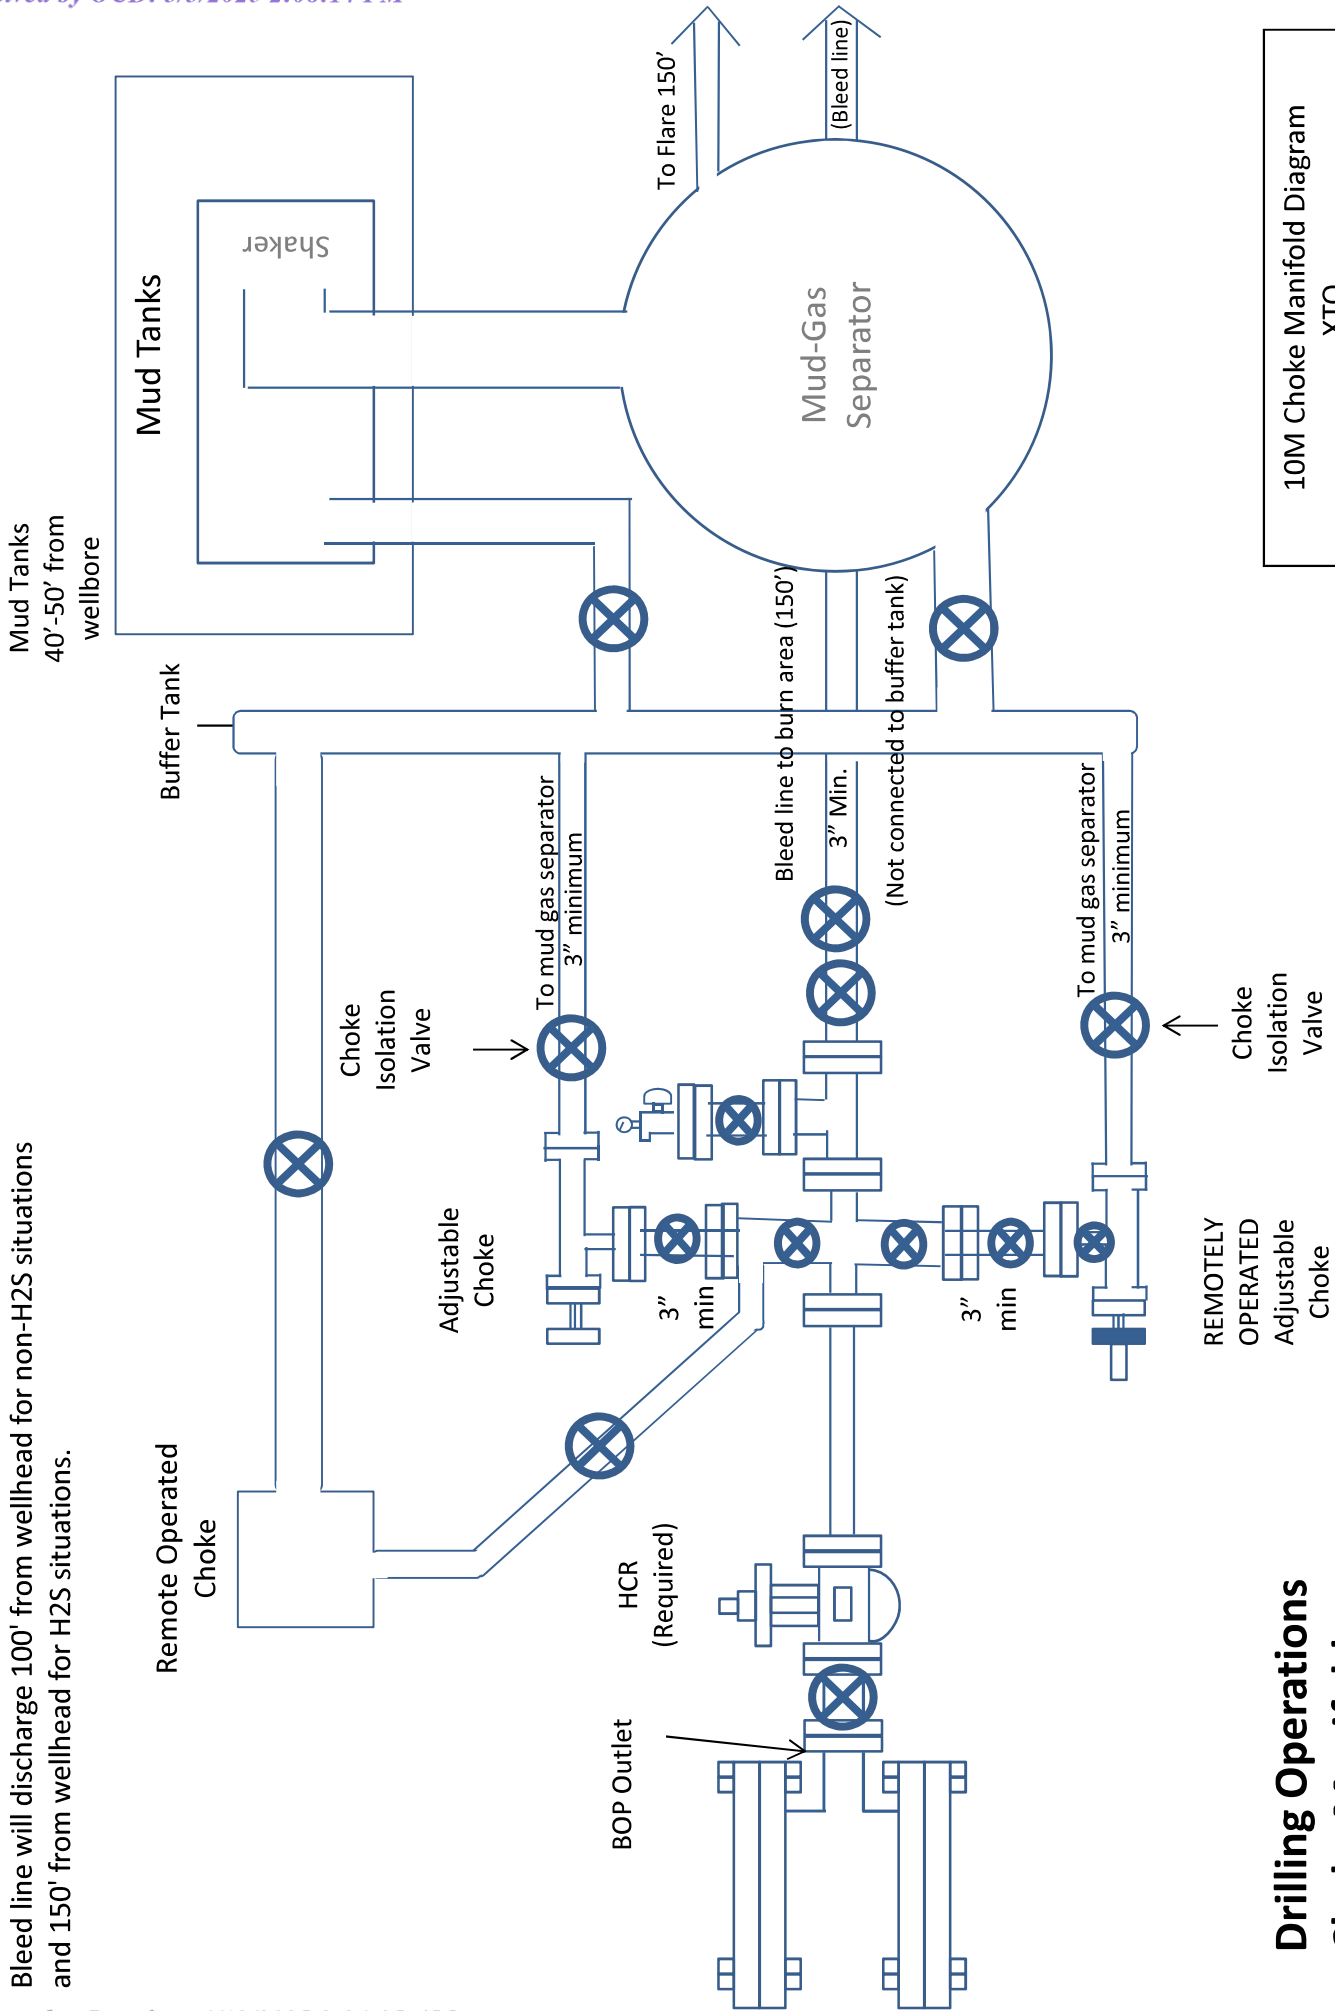 Bleed line will discharge 100' from wellhead for non-H2S situations
and 150' from wellhead for H2S situations.
Mud Tanks
40’-50’ from
wellbore
Mud Tanks
Shaker
Buffer Tank
Remote Operated
Choke
Choke
Isolation
Valve
Adjustable
Choke
To mud gas separator
3” minimum
To Flare 150’
(Bleed line)
Mud-Gas
Separator
Bleed line to burn area (150’)
3” Min.
(Not connected to buffer tank)
3”
min
3”
min
HCR
(Required)
BOP Outlet
To mud gas separator
3” minimum
Choke
Isolation
Valve
REMOTELY
OPERATED
Adjustable
Choke
10M Choke Manifold Diagram
XTO
Drilling Operations